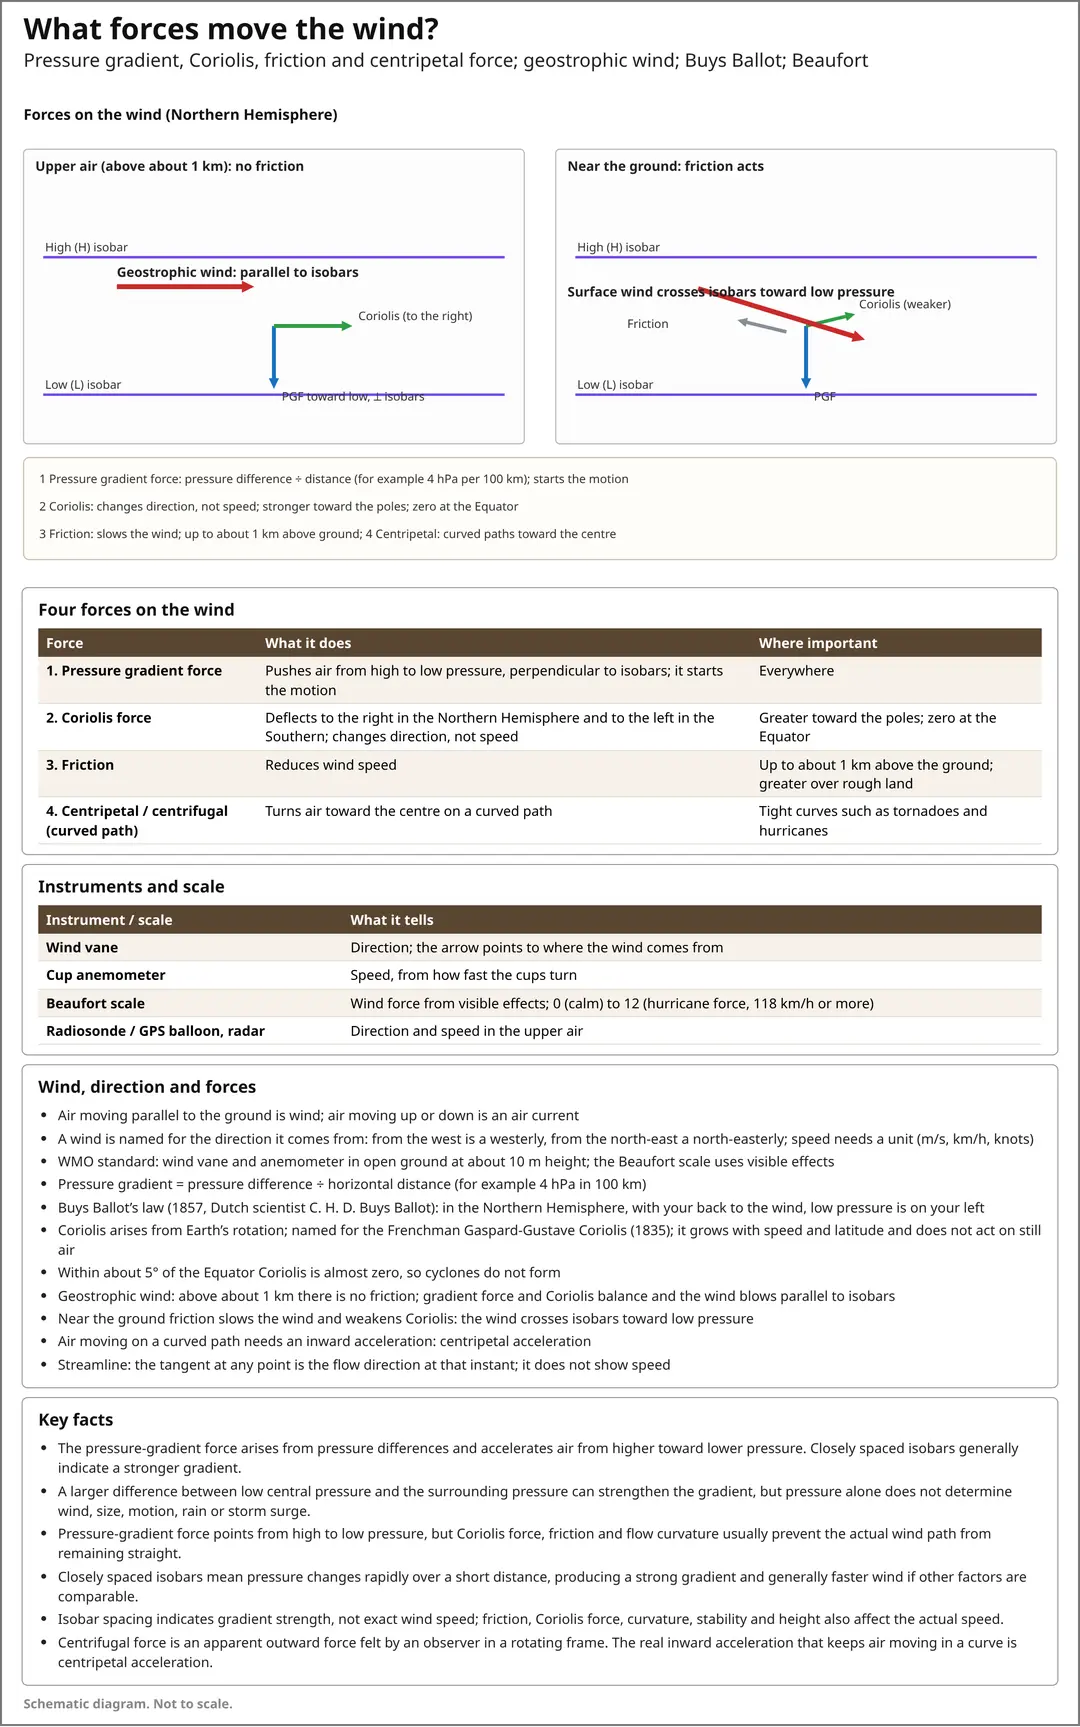 What forces move the wind?
Pressure gradient, Coriolis, friction and centripetal force; geostrophic wind; Buys Ballot; Beaufort
Forces on the wind (Northern Hemisphere)
Upper air (above about 1 km): no friction
High (H) isobar
Geostrophic wind: parallel to isobars
Coriolis (to the right)
Low (L) isobar
PGF toward low, ⊥ isobars
Near the ground: friction acts
High (H) isobar
Surface wind crosses isobars toward low pressure
Coriolis (weaker)
Friction
Low (L) isobar
PGF
1 Pressure gradient force: pressure difference ÷ distance (for example 4 hPa per 100 km); starts the motion
2 Coriolis: changes direction, not speed; stronger toward the poles; zero at the Equator
3 Friction: slows the wind; up to about 1 km above ground; 4 Centripetal: curved paths toward the centre
Four forces on the wind
Force What it does Where important
1. Pressure gradient force Pushes air from high to low pressure, perpendicular to isobars; it starts Everywhere
the motion
2. Coriolis force Deflects to the right in the Northern Hemisphere and to the left in the Greater toward the poles; zero at the
Southern; changes direction, not speed Equator
3. Friction Reduces wind speed Up to about 1 km above the ground;
greater over rough land
4. Centripetal / centrifugal Turns air toward the centre on a curved path Tight curves such as tornadoes and
(curved path) hurricanes
Instruments and scale
Instrument / scale What it tells
Wind vane Direction; the arrow points to where the wind comes from
Cup anemometer Speed, from how fast the cups turn
Beaufort scale Wind force from visible effects; 0 (calm) to 12 (hurricane force, 118 km/h or more)
Radiosonde / GPS balloon, radar Direction and speed in the upper air
Wind, direction and forces
• Air moving parallel to the ground is wind; air moving up or down is an air current
• A wind is named for the direction it comes from: from the west is a westerly, from the north-east a north-easterly; speed needs a unit (m/s, km/h, knots)
• WMO standard: wind vane and anemometer in open ground at about 10 m height; the Beaufort scale uses visible effects
• Pressure gradient = pressure difference ÷ horizontal distance (for example 4 hPa in 100 km)
• Buys Ballot’s law (1857, Dutch scientist C. H. D. Buys Ballot): in the Northern Hemisphere, with your back to the wind, low pressure is on your left
• Coriolis arises from Earth’s rotation; named for the Frenchman Gaspard-Gustave Coriolis (1835); it grows with speed and latitude and does not act on still
air
• Within about 5° of the Equator Coriolis is almost zero, so cyclones do not form
• Geostrophic wind: above about 1 km there is no friction; gradient force and Coriolis balance and the wind blows parallel to isobars
• Near the ground friction slows the wind and weakens Coriolis: the wind crosses isobars toward low pressure
• Air moving on a curved path needs an inward acceleration: centripetal acceleration
• Streamline: the tangent at any point is the flow direction at that instant; it does not show speed
Key facts
• The pressure-gradient force arises from pressure differences and accelerates air from higher toward lower pressure. Closely spaced isobars generally
indicate a stronger gradient.
• A larger difference between low central pressure and the surrounding pressure can strengthen the gradient, but pressure alone does not determine
wind, size, motion, rain or storm surge.
• Pressure-gradient force points from high to low pressure, but Coriolis force, friction and flow curvature usually prevent the actual wind path from
remaining straight.
• Closely spaced isobars mean pressure changes rapidly over a short distance, producing a strong gradient and generally faster wind if other factors are
comparable.
• Isobar spacing indicates gradient strength, not exact wind speed; friction, Coriolis force, curvature, stability and height also affect the actual speed.
• Centrifugal force is an apparent outward force felt by an observer in a rotating frame. The real inward acceleration that keeps air moving in a curve is
centripetal acceleration.
Schematic diagram. Not to scale.